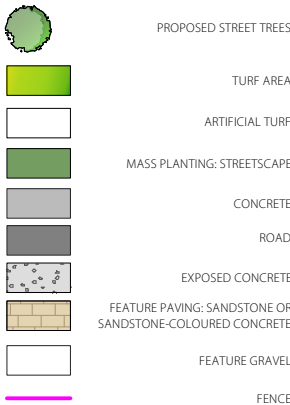 PROPOSED STREET TREES
TURF AREA
ARTIFICIAL TURF
MASS PLANTING: STREETSCAPE
CONCRETE
ROAD
EXPOSED CONCRETE
FEATURE PAVING: SANDSTONE OR
SANDSTONE-COLOURED CONCRETE
FEATURE GRAVEL
FENCE